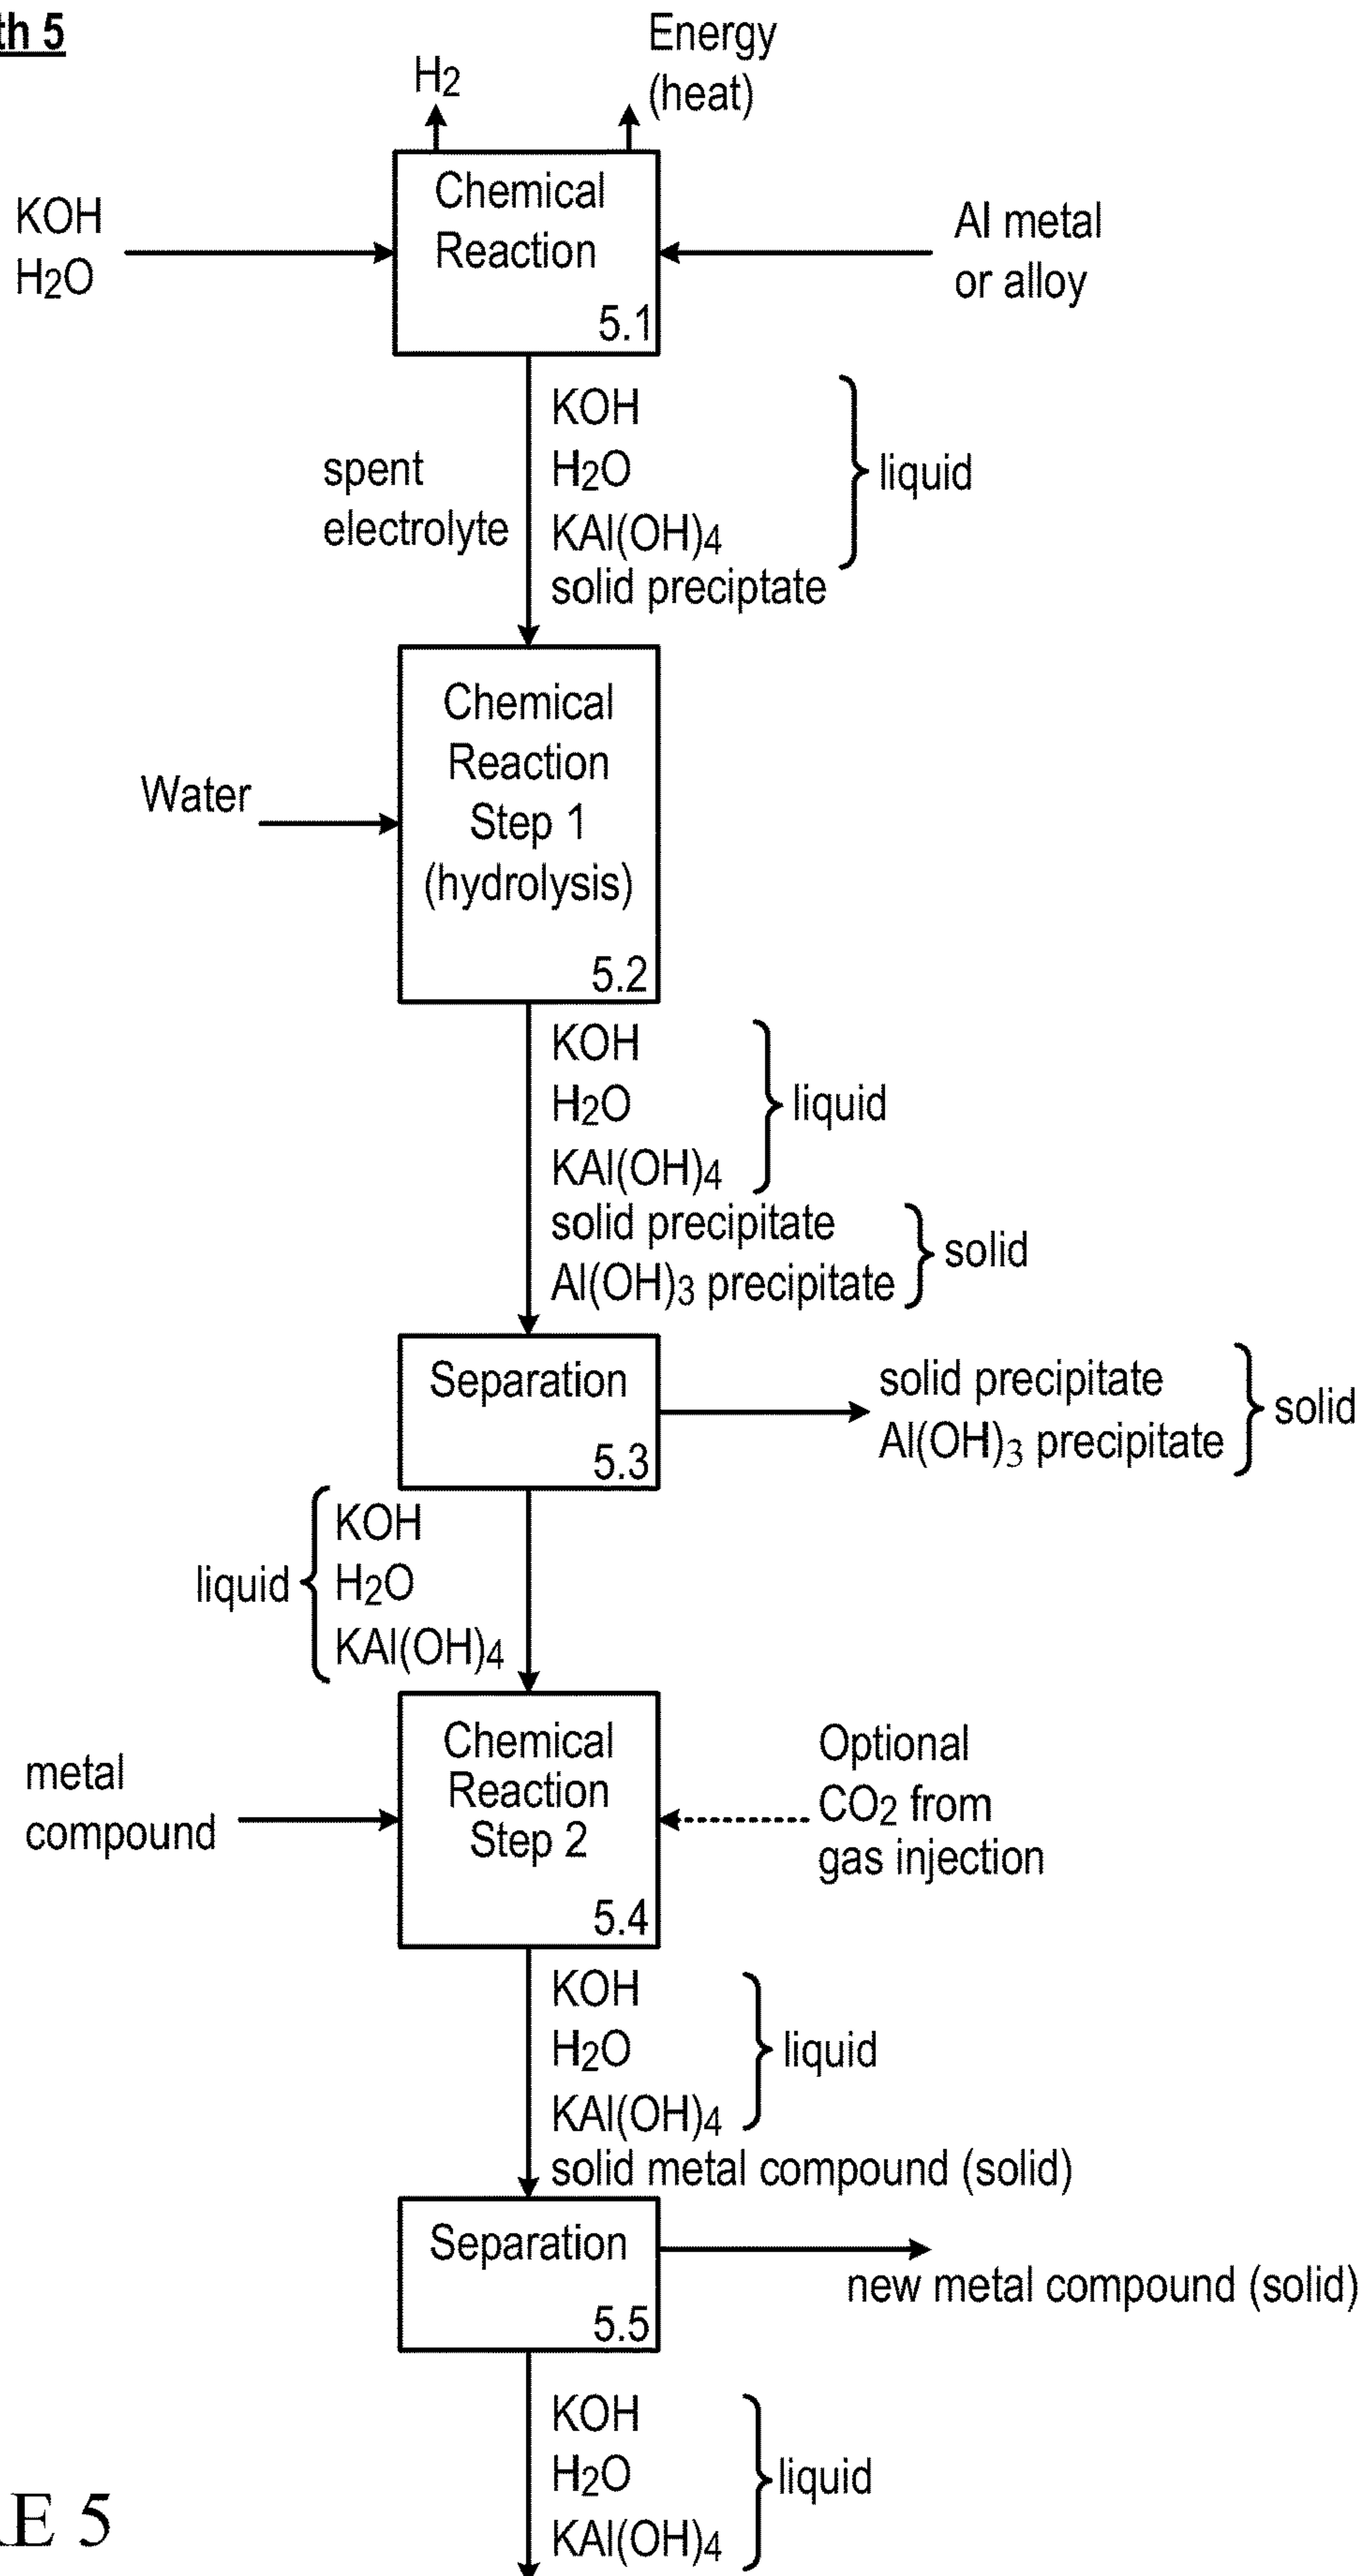 th 5
H2
Energy
(heat)
KOH
H2O
Chemical
Reaction
5.1
Al metal
or alloy
spent
electrolyte
KOH
H2O
KAl(OH)4
solid preciptate
liquid
Water
Chemical
Reaction
Step 1
(hydrolysis)
5.2
KOH
H2O
KAl(OH)4
liquid
solid precipitate
Al(OH)3 precipitate
solid
Separation
5.3
solid precipitate
Al(OH)3 precipitate
solid
liquid
KOH
H2O
KAl(OH)4
metal
compound
Chemical
Reaction
Step 2
5.4
Optional
CO2 from
gas injection
KOH
H2O
KAl(OH)4
liquid
solid metal compound (solid)
Separation
5.5
new metal compound (solid)
KOH
H2O
KAl(OH)4
liquid
RE 5